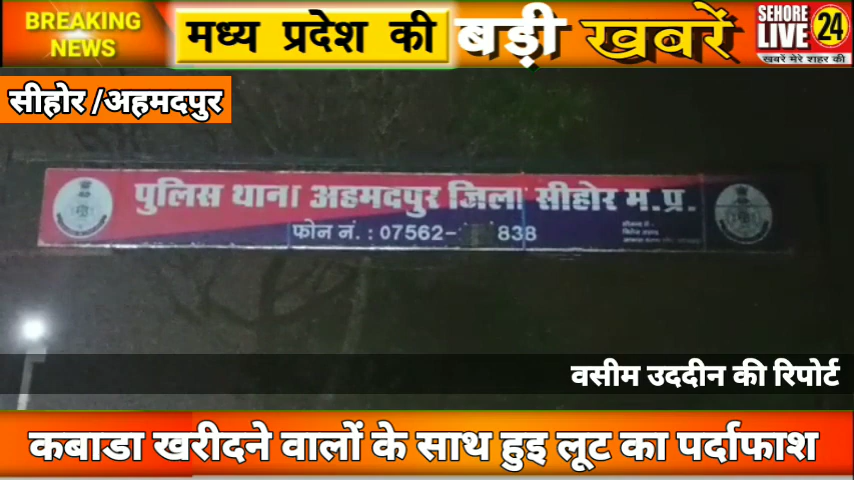 BREAKING
NEWS
मध्य प्रदेश की बड़ी खबरें
SEHORE
LIVE 24
खबरें मेरे शहर की
सीहोर /अहमदपुर
पुलिस थाना अहमदपुर जिला सीहोर म.प्र.
फोन नं. : 07562- 838
वसीम उददीन की रिपोर्ट
कबाडा खरीदने वालों के साथ हुइ लूट का पर्दाफाश